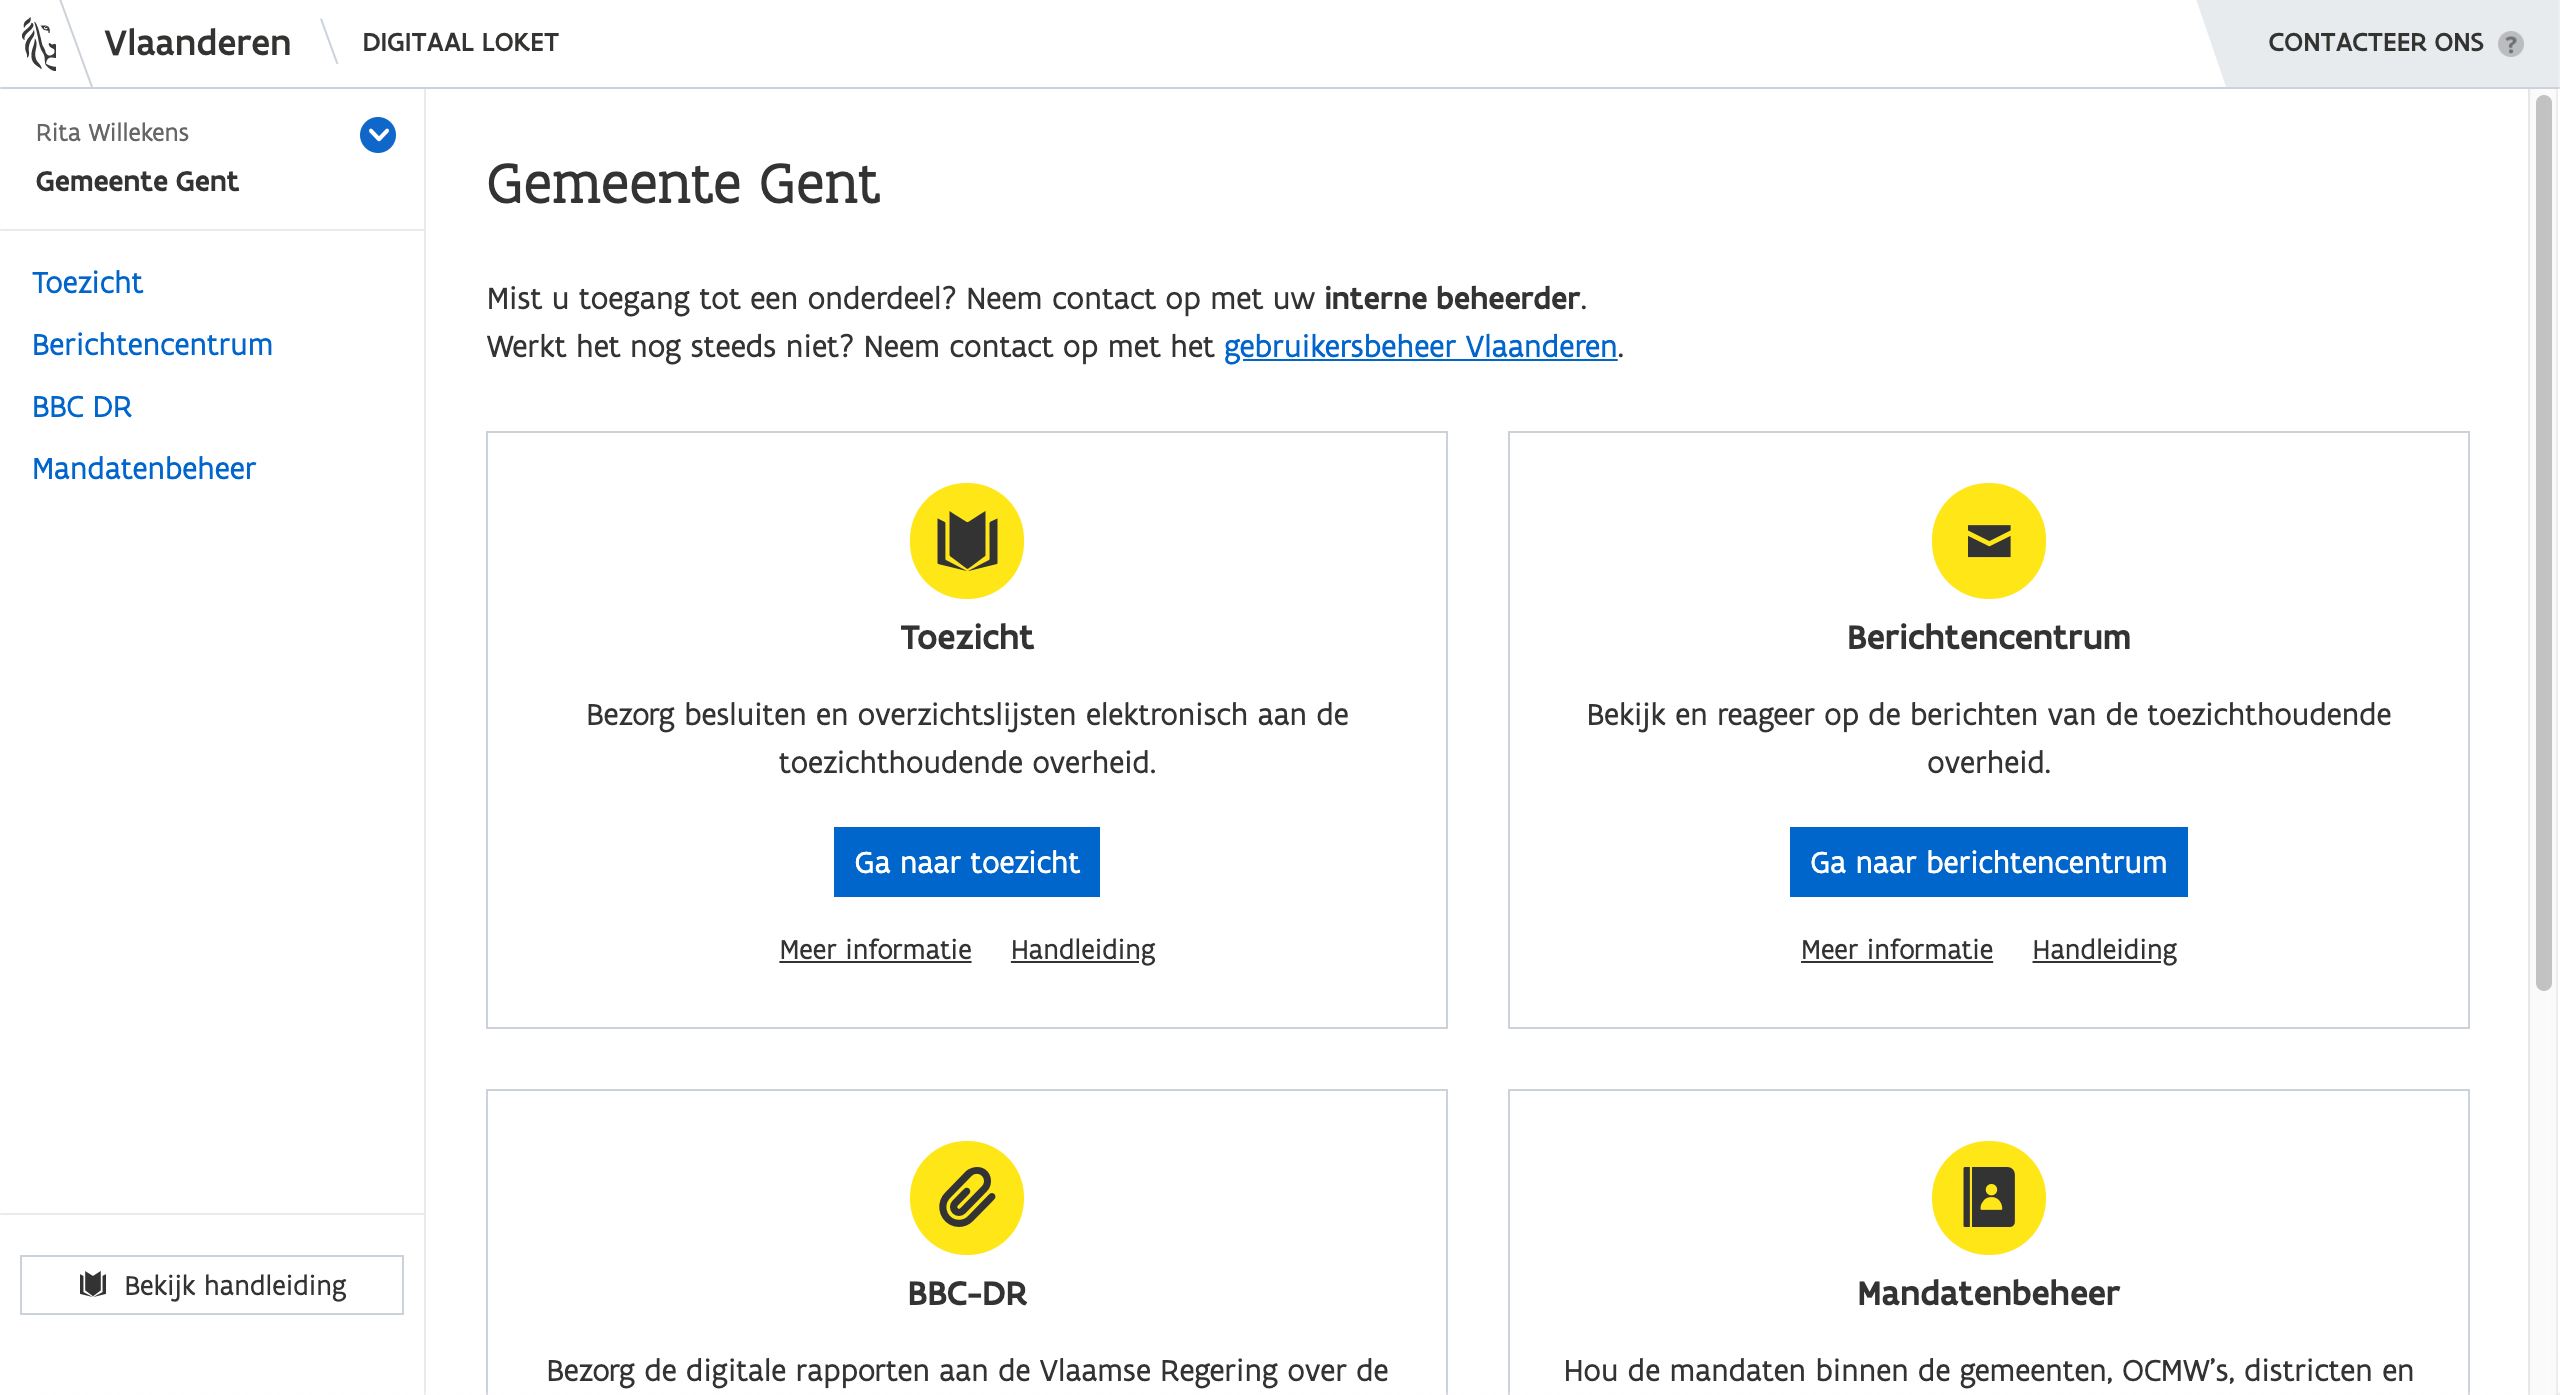 Vlaanderen
DIGITAAL LOKET
CONTACTEER ONS ?
Rita Willekens
Gemeente Gent
Toezicht
Berichtencentrum
BBC DR
Mandatenbeheer
Bekijk handleiding
Gemeente Gent
Mist u toegang tot een onderdeel? Neem contact op met uw interne beheerder.
Werkt het nog steeds niet? Neem contact op met het gebruikersbeheer Vlaanderen.
Toezicht
Bezorg besluiten en overzichtslijsten elektronisch aan de
toezichthoudende overheid.
Ga naar toezicht
Meer informatie Handleiding
Berichtencentrum
Bekijk en reageer op de berichten van de toezichthoudende
overheid.
Ga naar berichtencentrum
Meer informatie Handleiding
BBC-DR
Bezorg de digitale rapporten aan de Vlaamse Regering over de
Mandatenbeheer
Hou de mandaten binnen de gemeenten, OCMW's, districten en